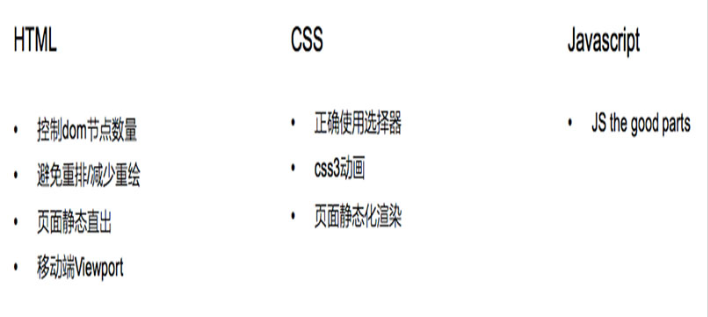 HTML
控制dom节点数量
避免重排/减少重绘
页面静态直出
移动端Viewport
CSS
正确使用选择器
css3动画
页面静态化渲染
Javascript
JS the good parts